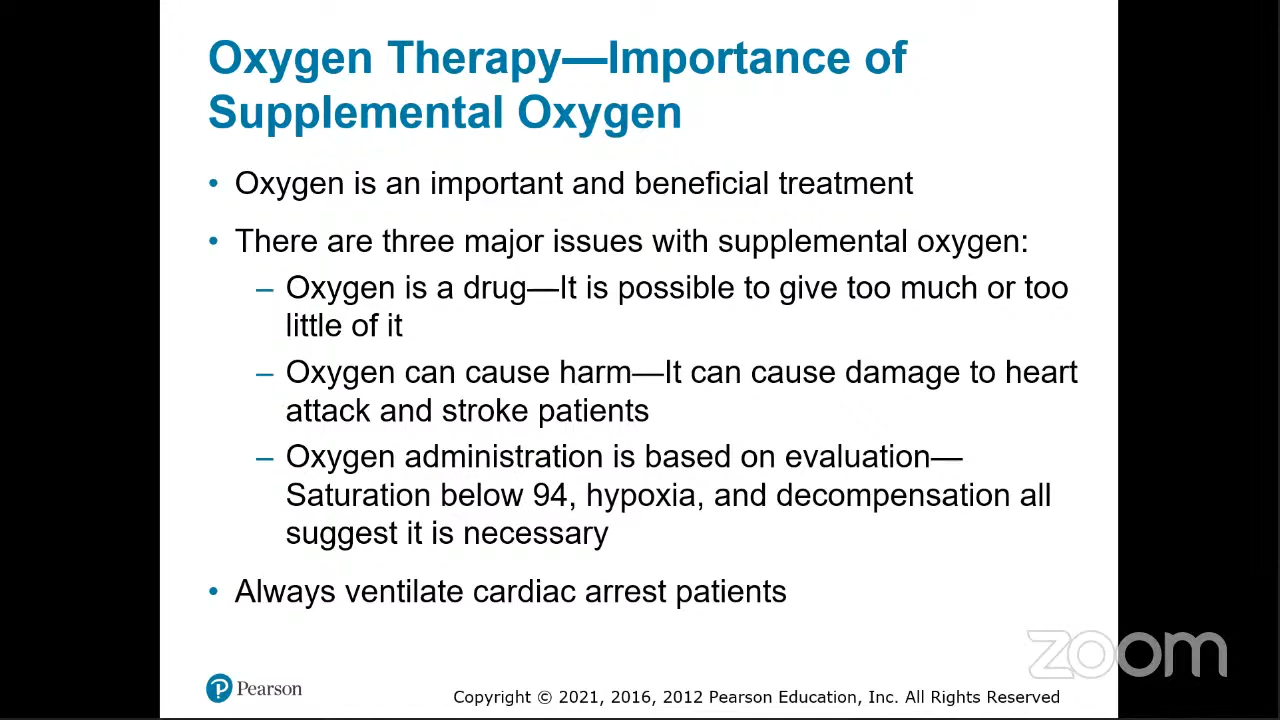 Oxygen Therapy—Importance of
Supplemental Oxygen
• Oxygen is an important and beneficial treatment
• There are three major issues with supplemental oxygen:
– Oxygen is a drug—It is possible to give too much or too
little of it
– Oxygen can cause harm—It can cause damage to heart
attack and stroke patients
– Oxygen administration is based on evaluation—
Saturation below 94, hypoxia, and decompensation all
suggest it is necessary
• Always ventilate cardiac arrest patients
zoom
Pearson
Copyright © 2021, 2016, 2012 Pearson Education, Inc. All Rights Reserved